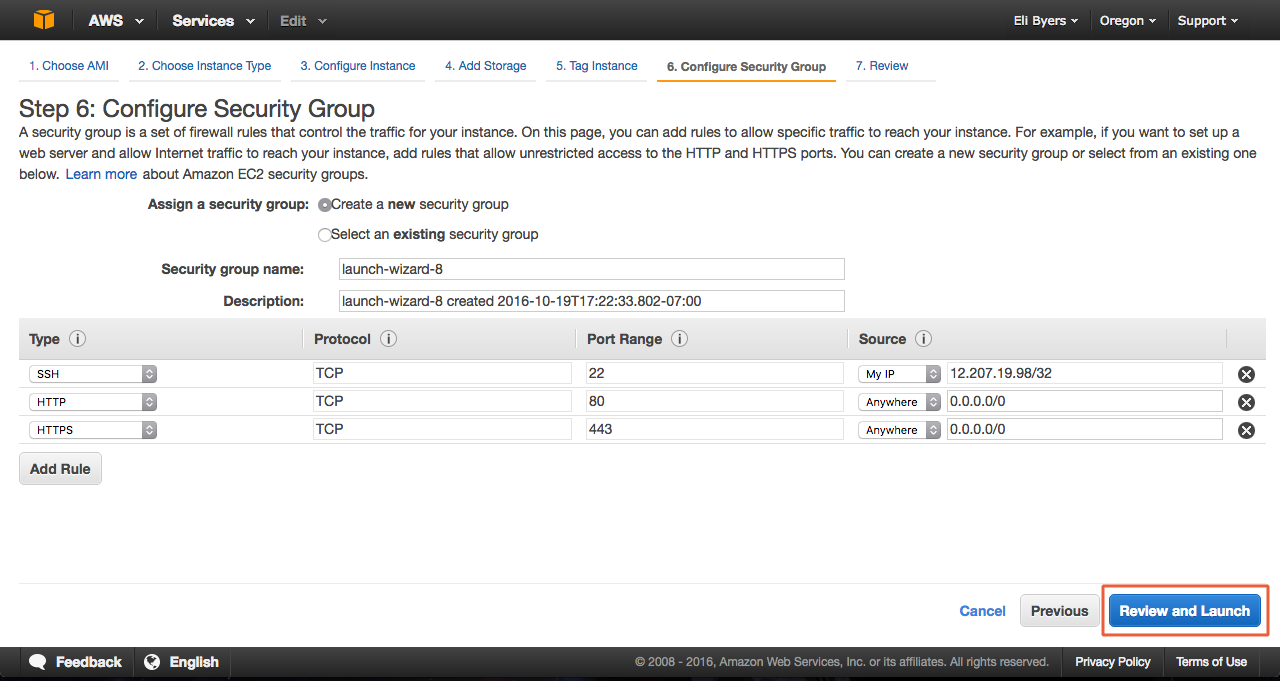 AWS Services Edit Eli Byers Oregon Support
1. Choose AMI 2. Choose Instance Type 3. Configure Instance 4. Add Storage 5. Tag Instance 6. Configure Security Group 7. Review
Step 6: Configure Security Group
A security group is a set of firewall rules that control the traffic for your instance. On this page, you can add rules to allow specific traffic to reach your instance. For example, if you want to set up a
web server and allow Internet traffic to reach your instance, add rules that allow unrestricted access to the HTTP and HTTPS ports. You can create a new security group or select from an existing one
below. Learn more about Amazon EC2 security groups.
Assign a security group: Create a new security group
Select an existing security group
Security group name: launch-wizard-8
Description: launch-wizard-8 created 2016-10-19T17:22:33.802-07:00
Type i Protocol i Port Range i Source i
SSH TCP 22 My IP 12.207.19.98/32
HTTP TCP 80 Anywhere 0.0.0.0/0
HTTPS TCP 443 Anywhere 0.0.0.0/0
Add Rule
Cancel Previous Review and Launch
Feedback English © 2008 - 2016, Amazon Web Services, Inc. or its affiliates. All rights reserved. Privacy Policy Terms of Use